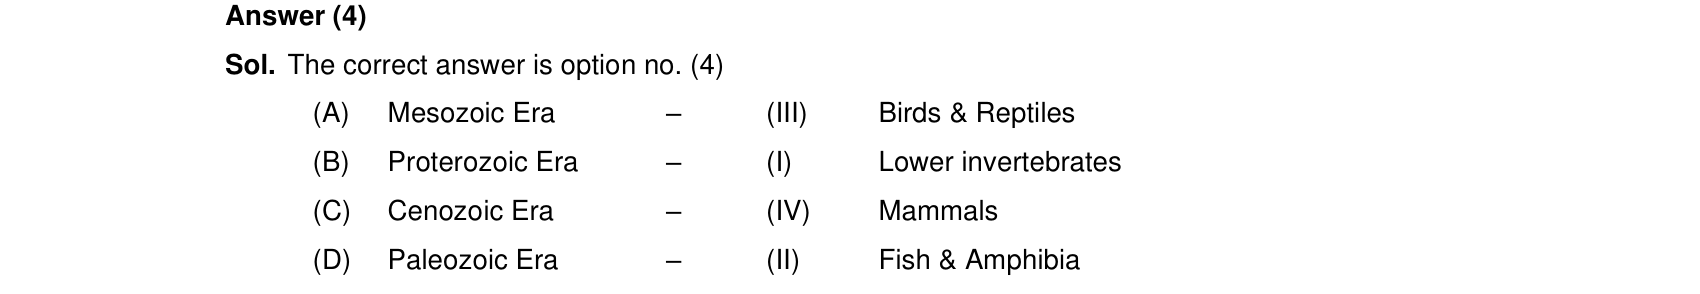 Answer (4)
Sol. The correct answer is option no. (4)
(A) Mesozoic Era – (III) Birds & Reptiles
(B) Proterozoic Era – (I) Lower invertebrates
(C) Cenozoic Era – (IV) Mammals
(D) Paleozoic Era – (II) Fish & Amphibia